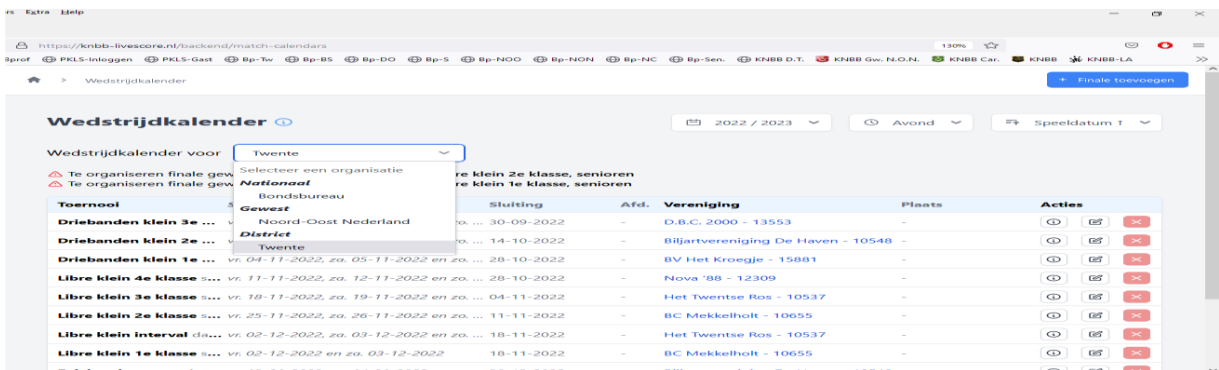 rs Extra Help
https://knbb-livescore.nl/backend/match-calendars 130%
Bprof PKLS-Inloggen PKLS-Gast Bp-Tw Bp-BS Bp-DO Bp-S Bp-NOO Bp-NON Bp-NC Bp-Sen. KNBB D.T. KNBB Gw. N.O.N. KNBB Car. KNBB KNBB-LA >>
> Wedstrijdkalender + Finale toevoegen
Wedstrijdkalender 2022 / 2023 Avond Speeldatum ↑
Wedstrijdkalender voor Twente
Te organiseren finale gew re klein 2e klasse, senioren
Te organiseren finale gew re klein 1e klasse, senioren
Selecteer een organisatie
Nationaal
Bondsbureau
Gewest
Noord-Oost Nederland
District
Twente
Toernooi Sluiting Afd. Vereniging Plaats Acties
Driebanden klein 3e ... zo. ... 30-09-2022 - D.B.C. 2000 - 13553 -
Driebanden klein 2e ... zo. ... 14-10-2022 - Biljartvereniging De Haven - 10548 -
Driebanden klein 1e ... vr. 04-11-2022, za. 05-11-2022 en zo. ... 28-10-2022 - BV Het Kroegje - 15881 -
Libre klein 4e klasse s... vr. 11-11-2022, za. 12-11-2022 en zo. ... 28-10-2022 - Nova '88 - 12309 -
Libre klein 3e klasse s... vr. 18-11-2022, za. 19-11-2022 en zo. ... 04-11-2022 - Het Twentse Ros - 10537 -
Libre klein 2e klasse s... vr. 25-11-2022, za. 26-11-2022 en zo. ... 11-11-2022 - BC Mekkelholt - 10655 -
Libre klein interval da... vr. 02-12-2022, za. 03-12-2022 en zo. ... 18-11-2022 - Het Twentse Ros - 10537 -
Libre klein 1e klasse s... vr. 02-12-2022 en za. 03-12-2022 18-11-2022 - BC Mekkelholt - 10655 -